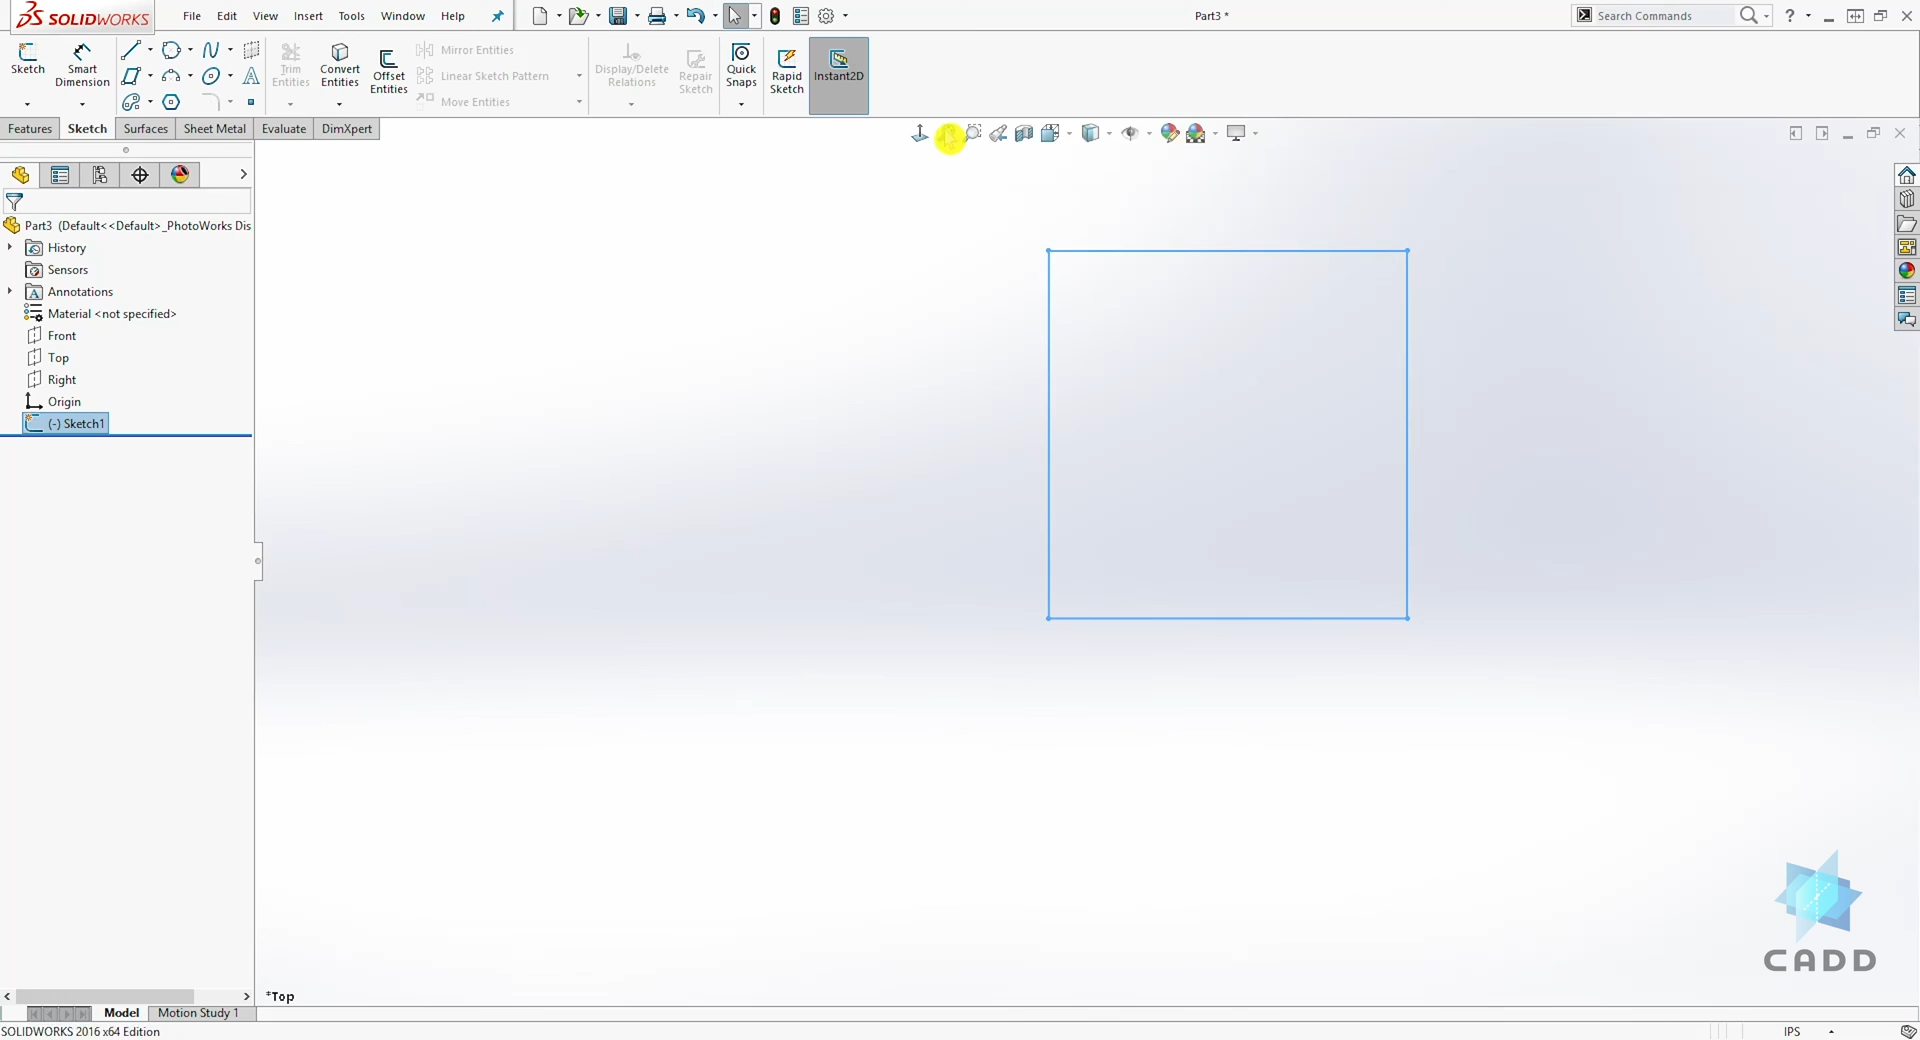 SOLIDWORKS File Edit View Insert Tools Window Help Part3 * Search Commands ?
Sketch Smart Dimension Trim Entities Convert Entities Offset Entities Mirror Entities Linear Sketch Pattern Move Entities Display/Delete Relations Repair Sketch Quick Snaps Rapid Sketch Instant2D
Features Sketch Surfaces Sheet Metal Evaluate DimXpert
Part3 (Default<<Default>_PhotoWorks Dis
History
Sensors
Annotations
Material <not specified>
Front
Top
Right
Origin
(-) Sketch1
CADD
*Top
Model Motion Study 1
SOLIDWORKS 2016 x64 Edition IPS